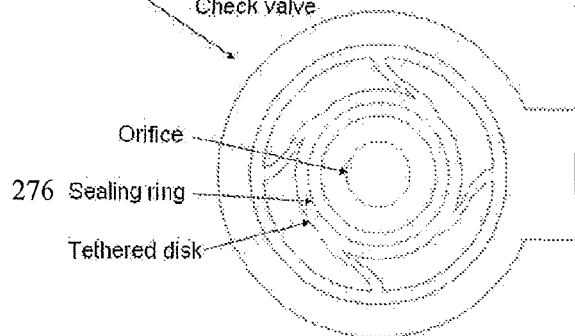 Check valve
Orifice
276 Sealing ring
Tethered disk